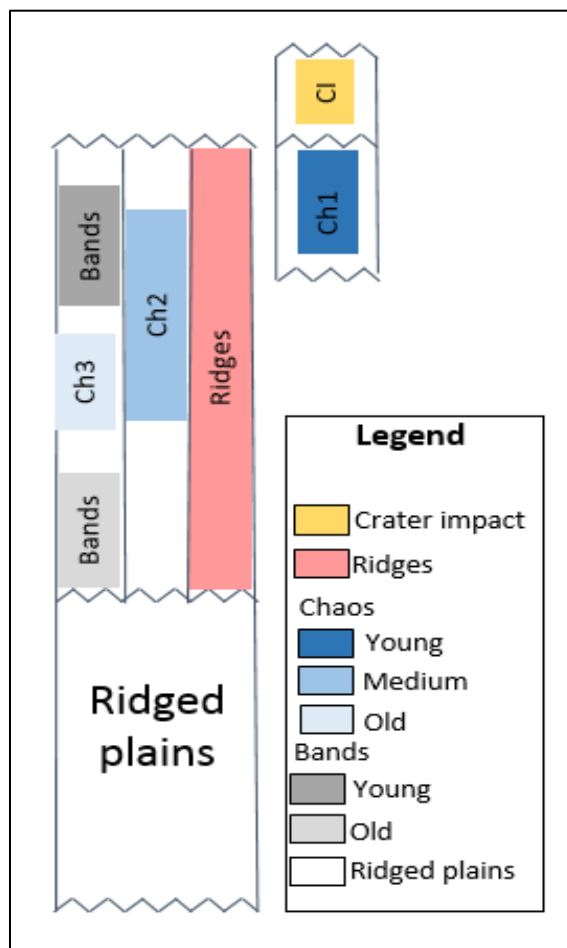 CI
Ch1
Bands
Ch2
Ridges
Ch3
Bands
Ridged
plains
Legend
Crater impact
Ridges
Chaos
Young
Medium
Old
Bands
Young
Old
Ridged plains